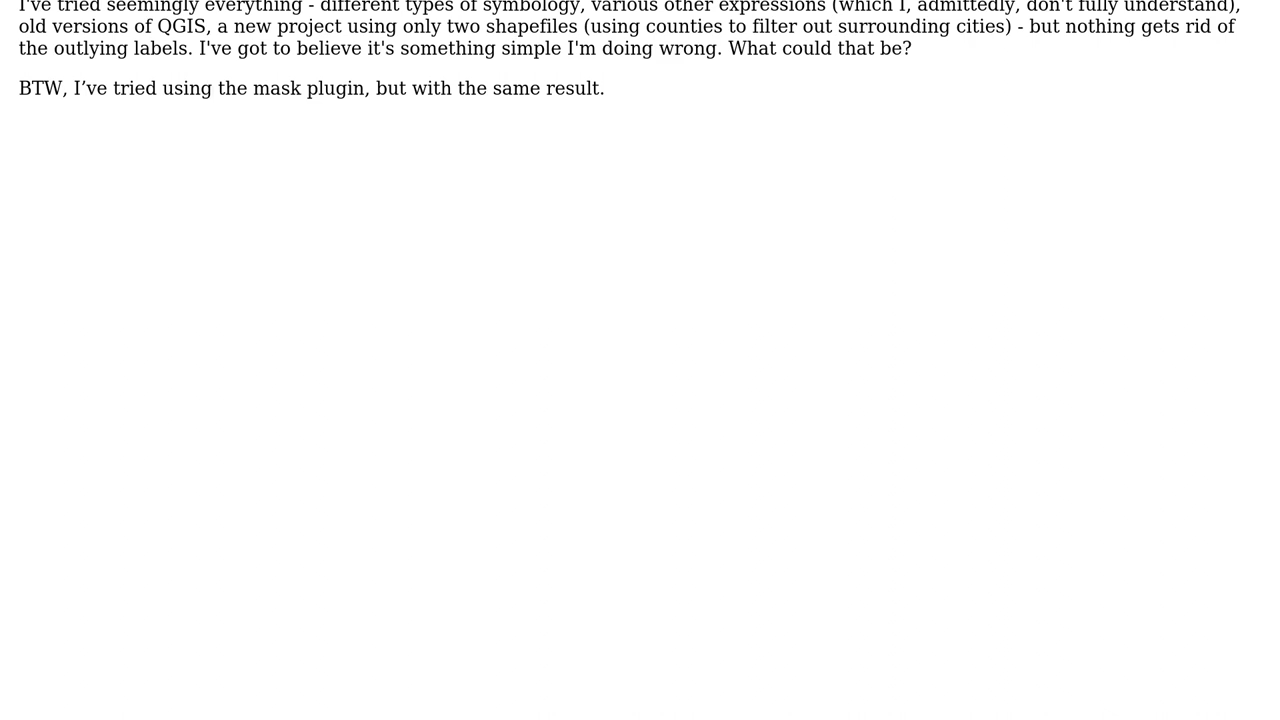 I've tried seemingly everything - different types of symbology, various other expressions (which I, admittedly, don't fully understand),
old versions of QGIS, a new project using only two shapefiles (using counties to filter out surrounding cities) - but nothing gets rid of
the outlying labels. I've got to believe it's something simple I'm doing wrong. What could that be?
BTW, I’ve tried using the mask plugin, but with the same result.